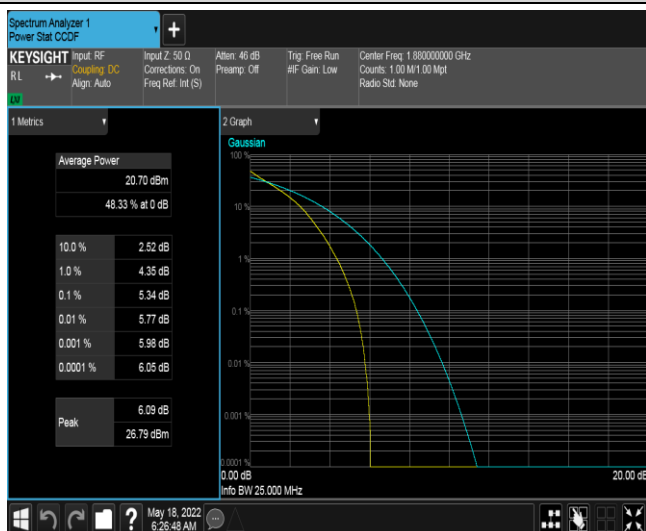 Spectrum Analyzer 1
Power Stat CCDF
+
KEYSIGHT
RL
LNI
Input: RF
Coupling: DC
Align: Auto
Input Z: 50 Ω
Corrections: On
Freq Ref: Int (S)
Atten: 46 dB
Preamp: Off
Trig: Free Run
#IF Gain: Low
Center Freq: 1.880000000 GHz
Counts: 1.00 M/1.00 Mpt
Radio Std: None
1 Metrics
Average Power
20.70 dBm
48.33 % at 0 dB
10.0 % 2.52 dB
1.0 % 4.35 dB
0.1 % 5.34 dB
0.01 % 5.77 dB
0.001 % 5.98 dB
0.0001 % 6.05 dB
Peak
6.09 dB
26.79 dBm
2 Graph
Gaussian
100 %
10 %
1 %
0.1 %
0.01 %
0.001 %
0.0001 %
0.00 dB 20.00 dB
Info BW 25.000 MHz
?
May 18, 2022
6:26:48 AM